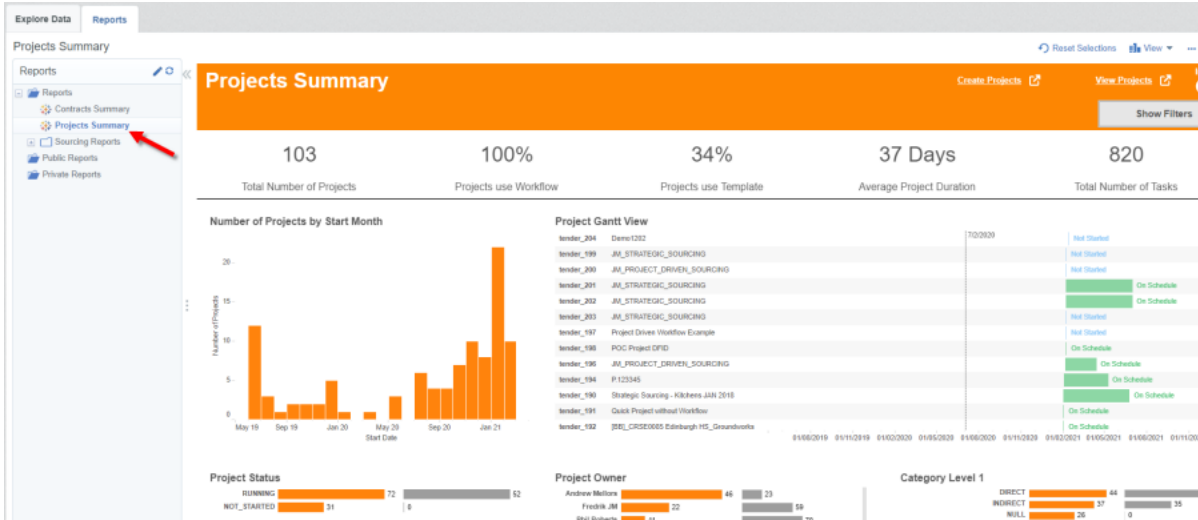 Explore Data Reports
Projects Summary
Reset Selections View
Reports
Reports
Contracts Summary
Projects Summary
Sourcing Reports
Public Reports
Private Reports
Projects Summary
Create Projects View Projects
Show Filters
103 100% 34% 37 Days 820
Total Number of Projects Projects use Workflow Projects use Template Average Project Duration Total Number of Tasks
Number of Projects by Start Month
Number of Projects
20
15
10
5
0
May 19 Sep 19 Jan 20 May 20 Sep 20 Jan 21
Start Date
Project Gantt View
7/2/2020
tender_204 Demo1202 Not Started
tender_199 JM_STRATEGIC_SOURCING Not Started
tender_200 JM_PROJECT_DRIVEN_SOURCING Not Started
tender_201 JM_STRATEGIC_SOURCING On Schedule
tender_202 JM_STRATEGIC_SOURCING On Schedule
tender_203 JM_STRATEGIC_SOURCING Not Started
tender_197 Project Driven Workflow Example Not Started
tender_198 POC Project DFID On Schedule
tender_196 JM_PROJECT_DRIVEN_SOURCING On Schedule
tender_194 P.123345 On Schedule
tender_190 Strategic Sourcing - Kitchens JAN 2018 On Schedule
tender_191 Quick Project without Workflow On Schedule
tender_192 [BB]_CRSE0005 Edinburgh HS_Groundworks On Schedule
01/08/2019 01/11/2019 01/02/2020 01/05/2020 01/08/2020 01/11/2020 01/02/2021 01/05/2021 01/08/2021
Project Status
RUNNING 72 52
NOT_STARTED 31 0
Project Owner
Andrew Mellors 46 23
Fredrik JM 22 59
Phil Roberts 11
Category Level 1
DIRECT 44
INDIRECT 37 35
NULL 26 0